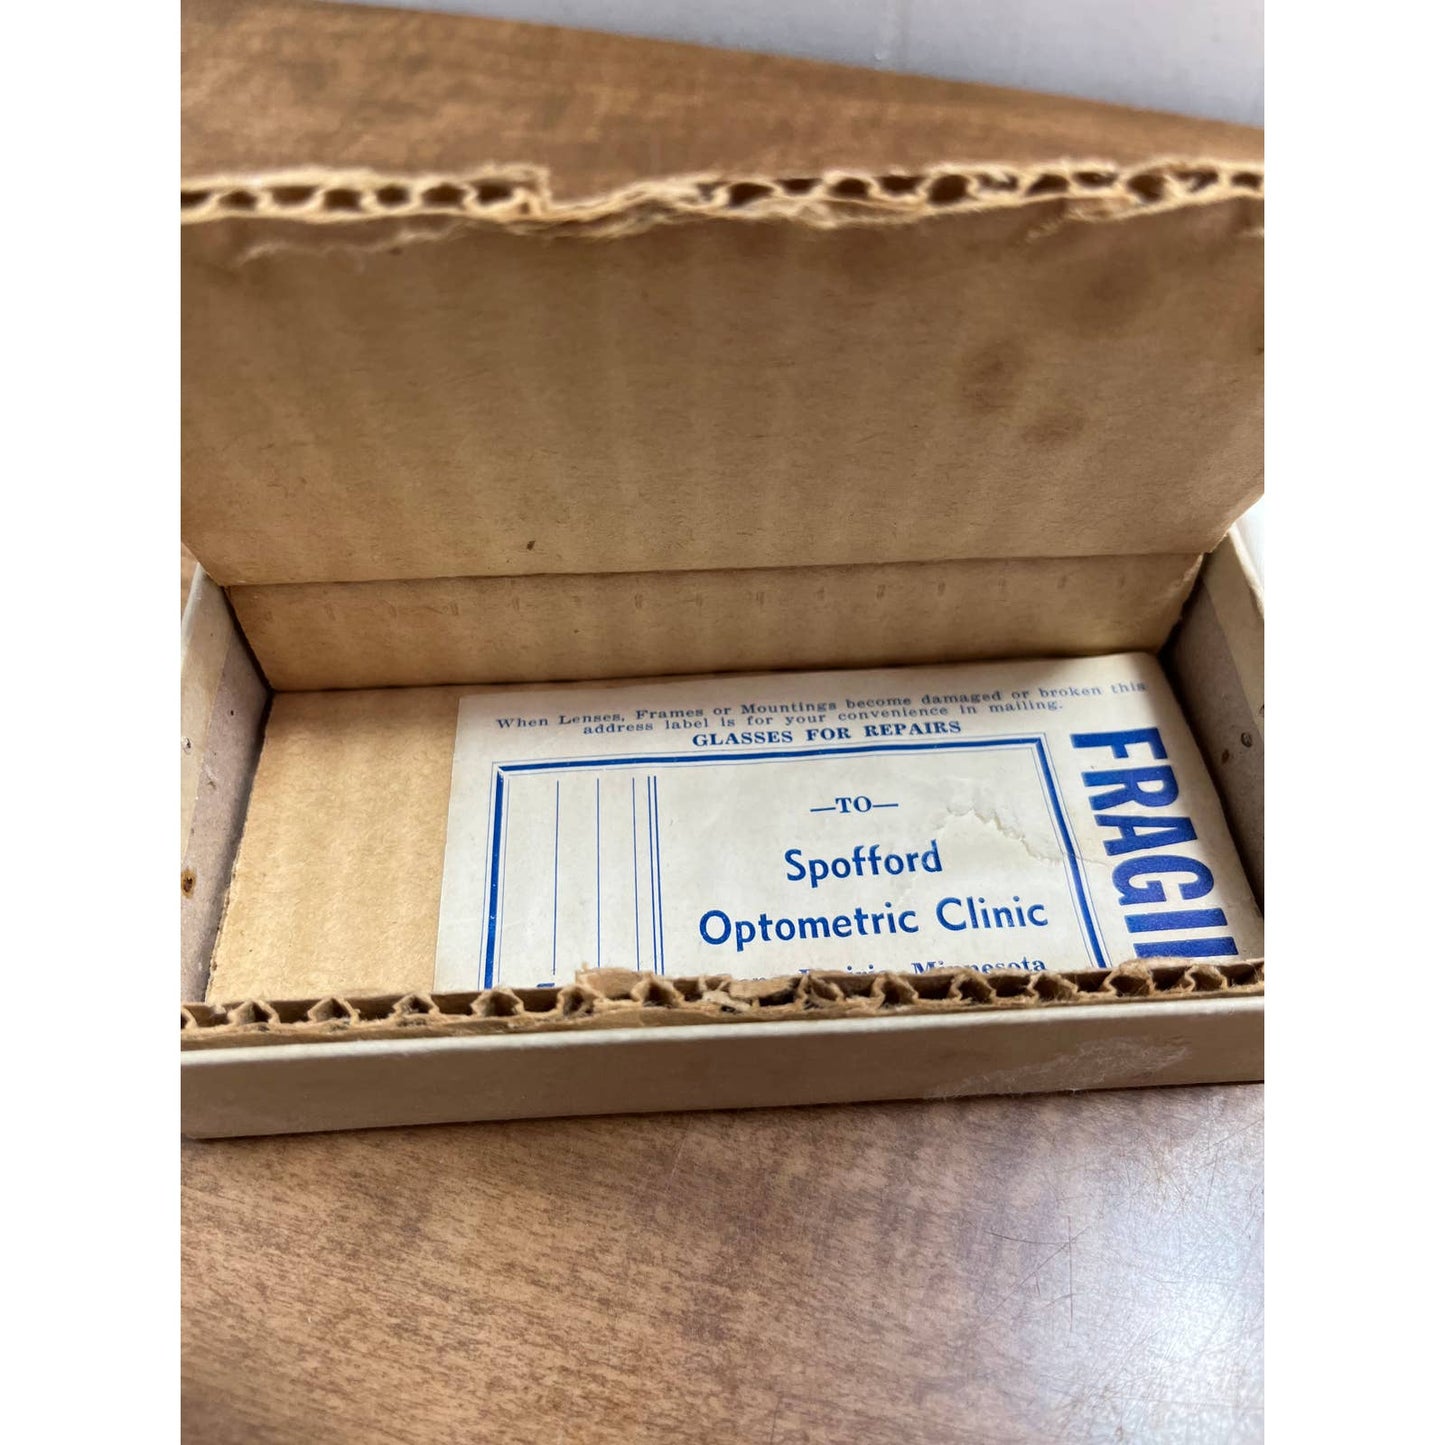 When Lenses, Frames or Mountings become damaged or broken this
address label is for your convenience in mailing.
GLASSES FOR REPAIRS
—TO—
Spofford
Optometric Clinic
Minnesota